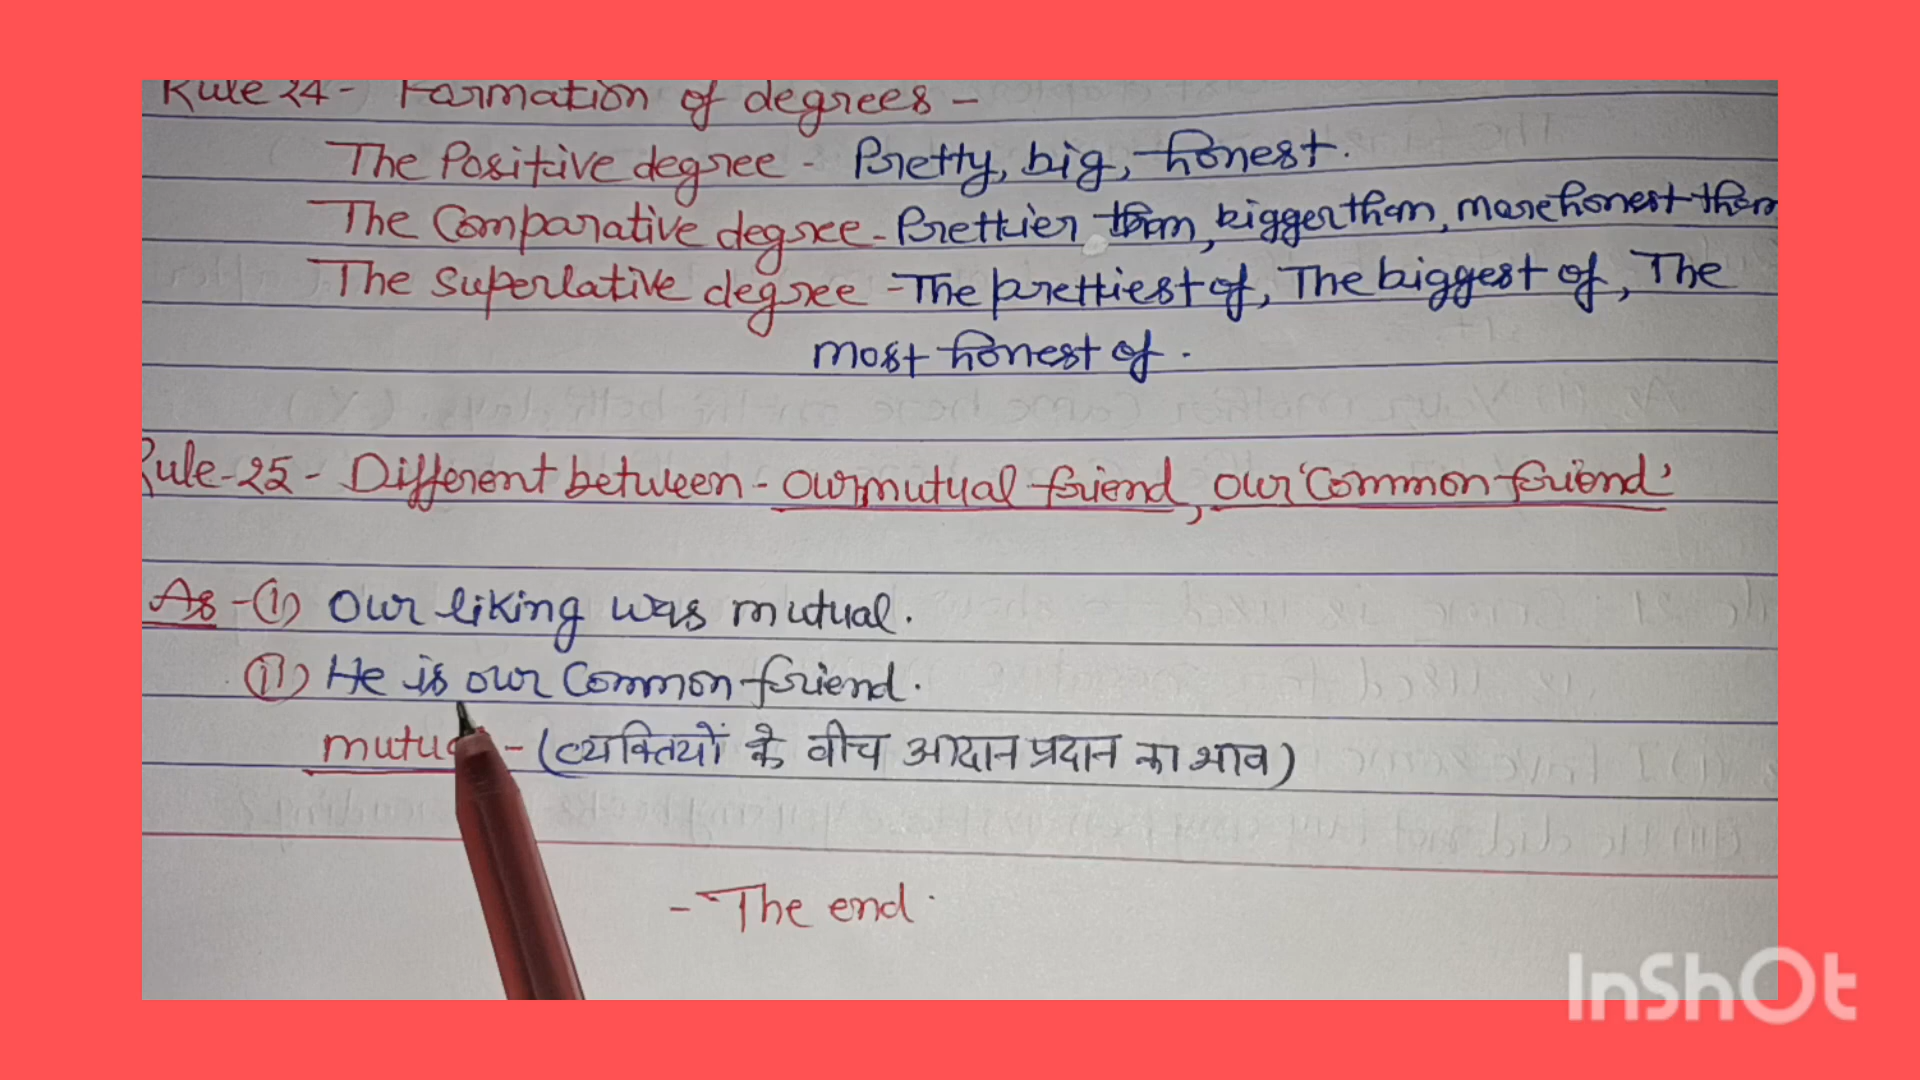 Rule 24 - Formation of degrees -
The Positive degree - Pretty, big, honest.
The Comparative degree - Prettier than, bigger than, more honest than
The Superlative degree - The prettiest of, The biggest of, The
most honest of.
Rule-25 - Different between - our mutual friend, our 'Common friend'
As - (i) Our liking was mutual.
(ii) He is our Common friend.
mutual - (व्यक्तियों के बीच आदान प्रदान का भाव)
- The end.
InShOt